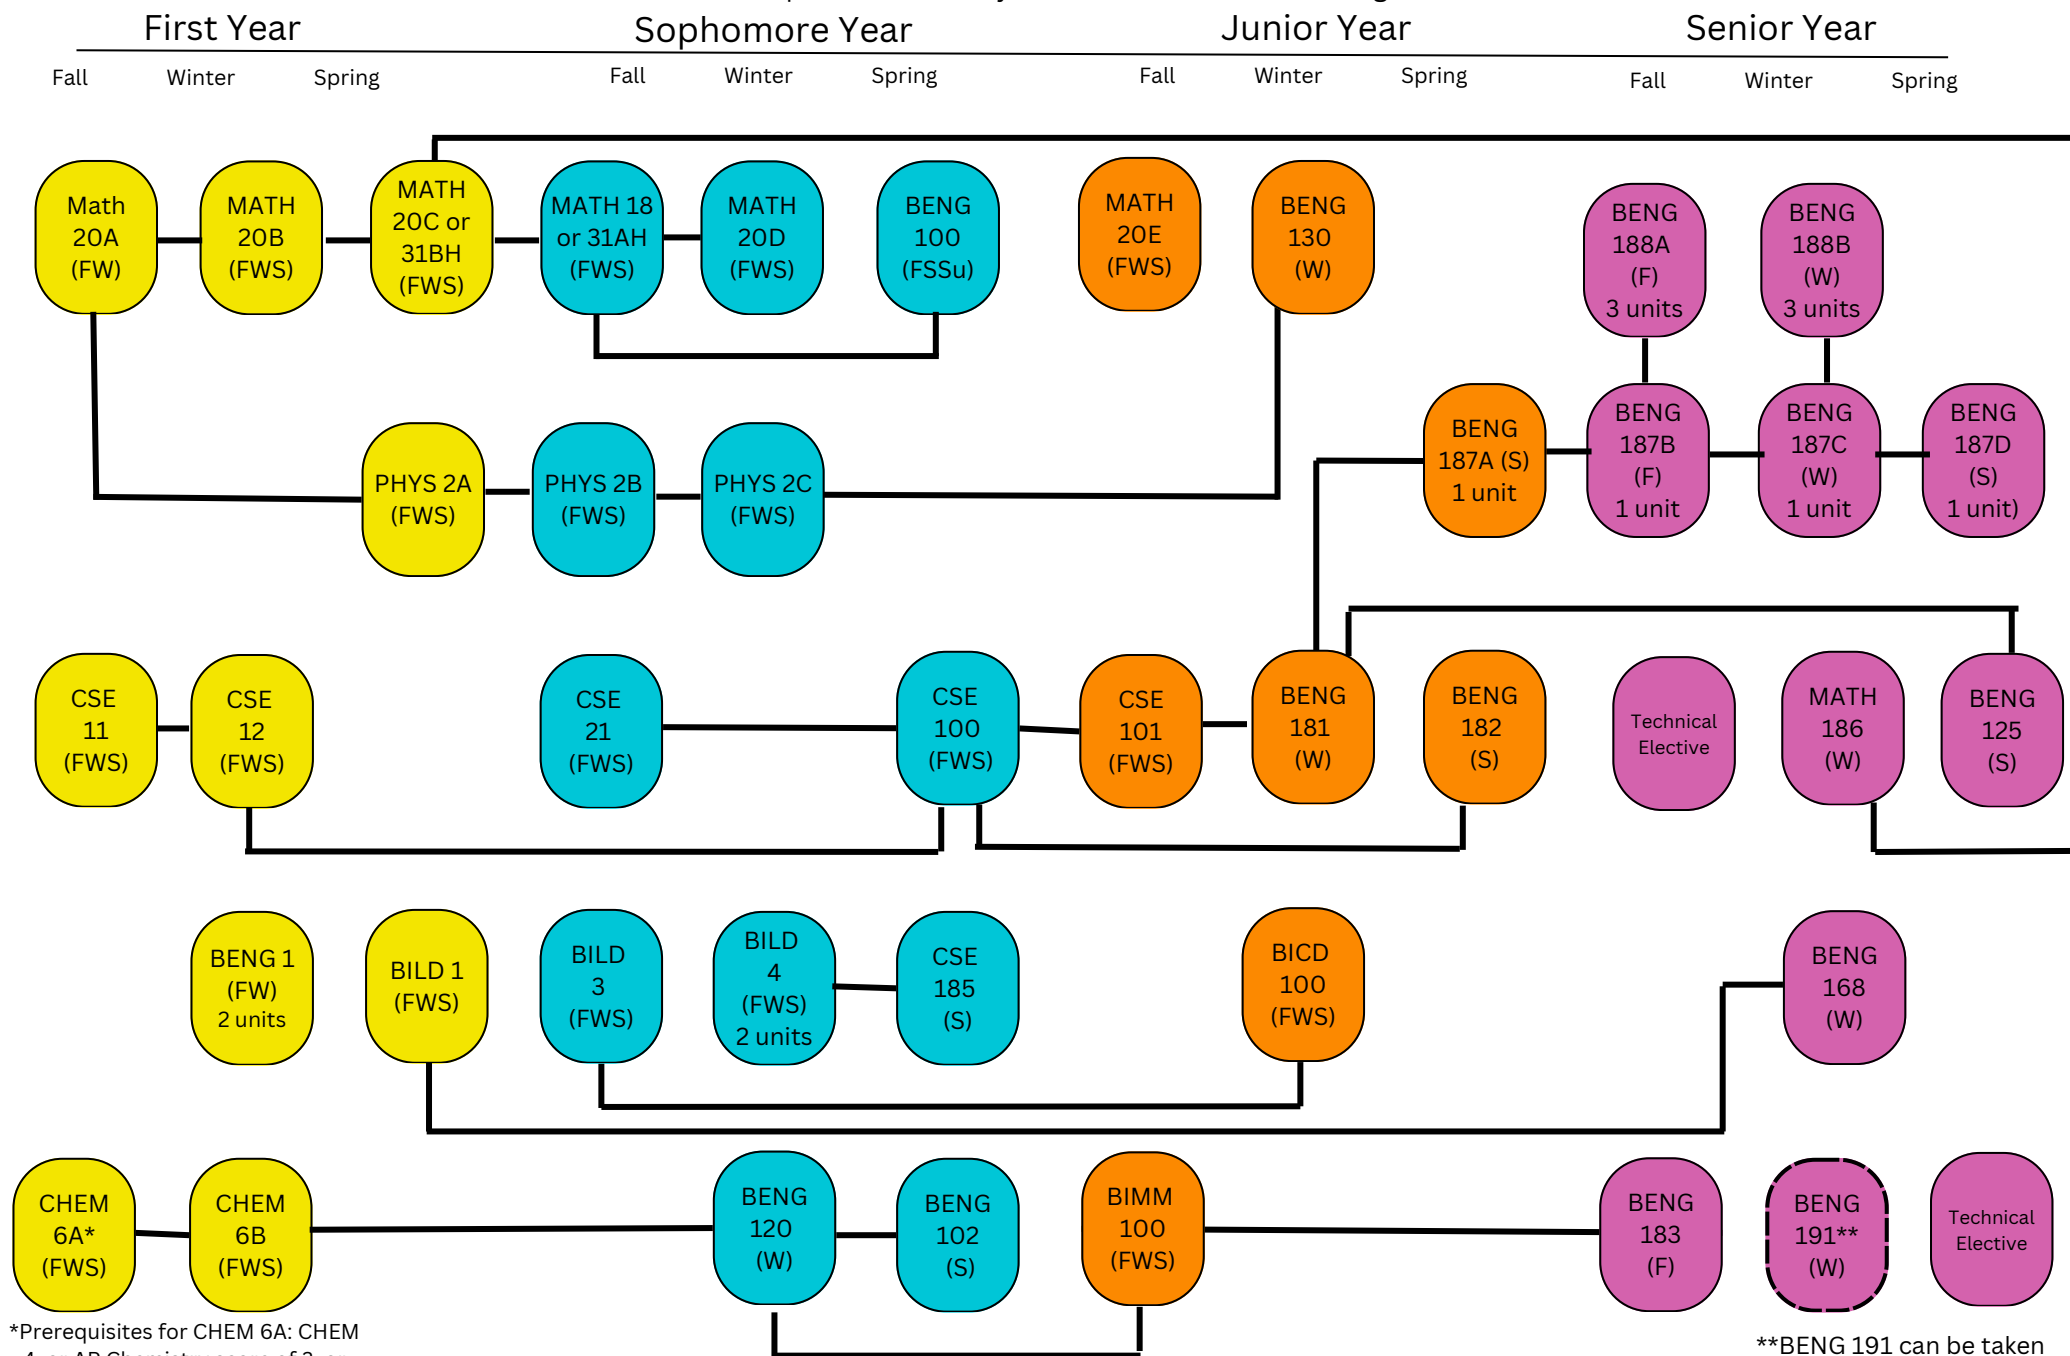 First Year
Sophomore Year
Junior Year
Senior Year
Fall
Winter
Spring
Fall
Winter
Spring
Fall
Winter
Spring
Fall
Winter
Spring
Math
20A
(FW)
MATH
20B
(FWS)
MATH
20C or
31BH
(FWS)
MATH 18
or 31AH
(FWS)
MATH
20D
(FWS)
BENG
100
(FSSu)
MATH
20E
(FWS)
BENG
130
(W)
BENG
188A
(F)
3 units
BENG
188B
(W)
3 units
PHYS 2A
(FWS)
PHYS 2B
(FWS)
PHYS 2C
(FWS)
BENG
187A (S)
1 unit
BENG
187B
(F)
1 unit
BENG
187C
(W)
1 unit
BENG
187D
(S)
1 unit)
CSE
11
(FWS)
CSE
12
(FWS)
CSE
21
(FWS)
CSE
100
(FWS)
CSE
101
(FWS)
BENG
181
(W)
BENG
182
(S)
Technical
Elective
MATH
186
(W)
BENG
125
(S)
BENG 1
(FW)
2 units
BILD 1
(FWS)
BILD
3
(FWS)
BILD
4
(FWS)
2 units
CSE
185
(S)
BICD
100
(FWS)
BENG
168
(W)
CHEM
6A*
(FWS)
CHEM
6B
(FWS)
BENG
120
(W)
BENG
102
(S)
BIMM
100
(FWS)
BENG
183
(F)
BENG
191**
(W)
Technical
Elective
*Prerequisites for CHEM 6A: CHEM
**BENG 191 can be taken